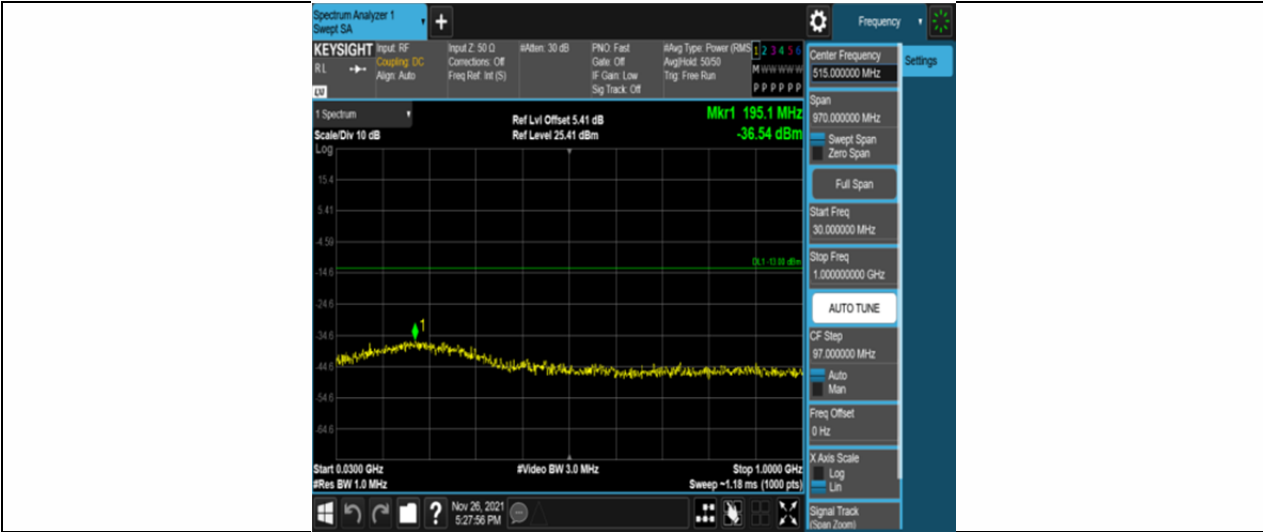 Spectrum Analyzer 1
Swept SA
+
Frequency
KEYSIGHT
RL
LV
Input: RF
Coupling: DC
Align: Auto
Input Z: 50 Ω
Corrections: Off
Freq Ref: Int (S)
#Atten: 30 dB
PNO: Fast
Gate: Off
IF Gain: Low
Sig Track: Off
#Avg Type: Power (RMS
Avg|Hold: 50/50
Trig: Free Run
1 2 3 4 5 6
M W W W W W
P P P P P P
1 Spectrum
Scale/Div 10 dB
Log
Ref Lvl Offset 5.41 dB
Ref Level 25.41 dBm
Mkr1 195.1 MHz
-36.54 dBm
15.4
5.41
-4.59
-14.6
-24.6
-34.6
-44.6
-54.6
-64.6
DL1 -13.00 dBm
1
Start 0.0300 GHz
#Res BW 1.0 MHz
#Video BW 3.0 MHz
Stop 1.0000 GHz
Sweep ~1.18 ms (1000 pts)
Nov 26, 2021
5:27:56 PM
?
Center Frequency
515.000000 MHz
Span
970.000000 MHz
Swept Span
Zero Span
Full Span
Start Freq
30.000000 MHz
Stop Freq
1.000000000 GHz
AUTO TUNE
CF Step
97.000000 MHz
Auto
Man
Freq Offset
0 Hz
X Axis Scale
Log
Lin
Signal Track
(Span Zoom)
Settings